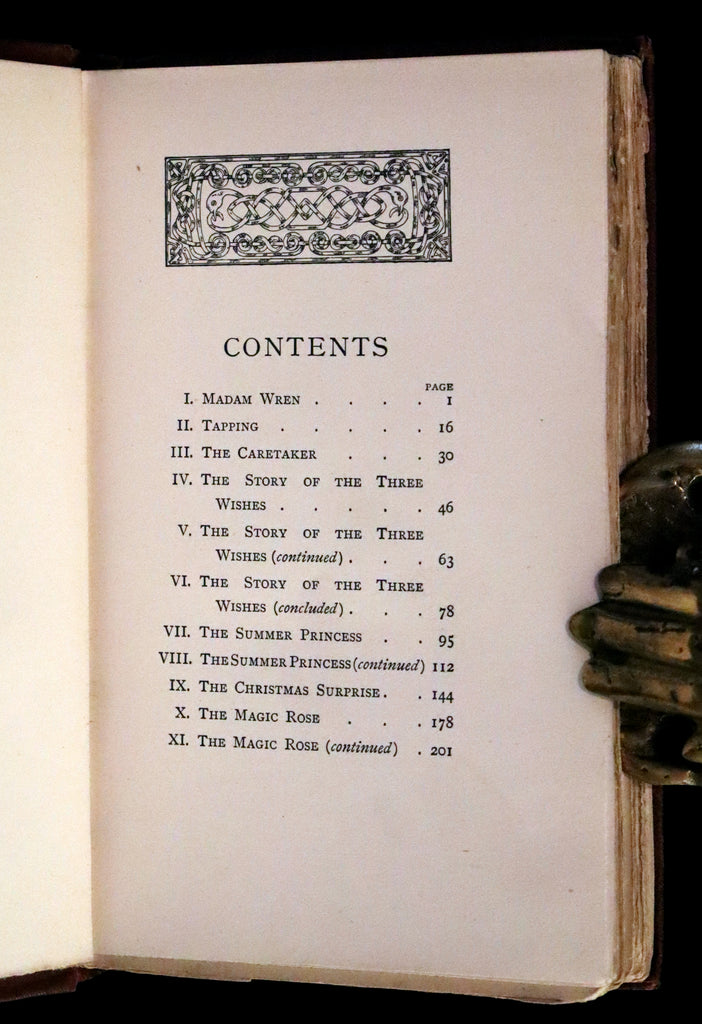 CONTENTS
PAGE
I. MADAM WREN . . . . 1
II. TAPPING . . . . . 16
III. THE CARETAKER . . . 30
IV. THE STORY OF THE THREE
WISHES . . . . . 46
V. THE STORY OF THE THREE
WISHES (continued) . . . 63
VI. THE STORY OF THE THREE
WISHES (concluded) . . . 78
VII. THE SUMMER PRINCESS . . 95
VIII. THE SUMMER PRINCESS (continued) 112
IX. THE CHRISTMAS SURPRISE . . 144
X. THE MAGIC ROSE . . . 178
XI. THE MAGIC ROSE (continued) . 201